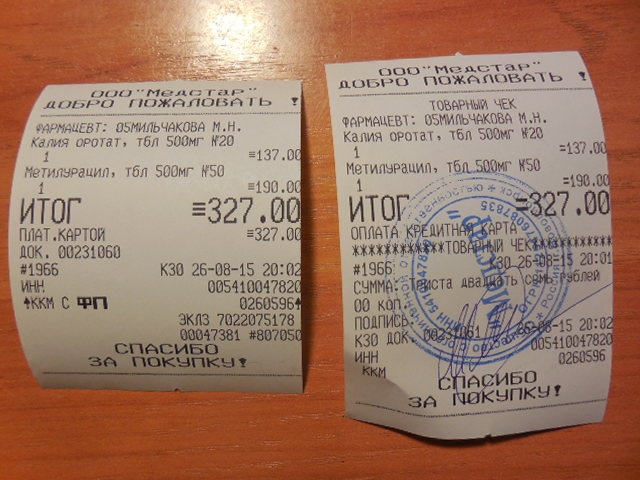 ООО"Медстар"
ДОБРО ПОЖАЛОВАТЬ !
ФАРМАЦЕВТ: 05МИЛЬЧАКОВА М.Н.
Калия оротат, тбл 500мг №20
1 =137.00
Метилурацил, тбл 500мг №50
1 =190.00
ИТОГ =327.00
ПЛАТ.КАРТОЙ =327.00
ДОК. 00231060
#1966 К30 26-08-15 20:02
ИНН 005410047820
ККМ С ФП 0260596
ЭКЛЗ 7022075178
00047381 #807050
СПАСИБО
ЗА ПОКУПКУ!
ООО"Медстар"
ДОБРО ПОЖАЛОВАТЬ !
ТОВАРНЫЙ ЧЕК
ФАРМАЦЕВТ: 05МИЛЬЧАКОВА М.Н.
Калия оротат, тбл 500мг №20
1 =137.00
Метилурацил, тбл 500мг №50
1 =190.00
ИТОГ =327.00
ОПЛАТА КРЕДИТНАЯ КАРТА
************ТОВАРНЫЙ ЧЕК************
#1966 К30 26-08-15 20:01
СУММА: Триста двадцать семь рублей
00 коп.
ПОДПИСЬ:
К30 ДОК. 00231061 26-08-15 20:02
ИНН 005410047820
ККМ 0260596
СПАСИБО
ЗА ПОКУПКУ!